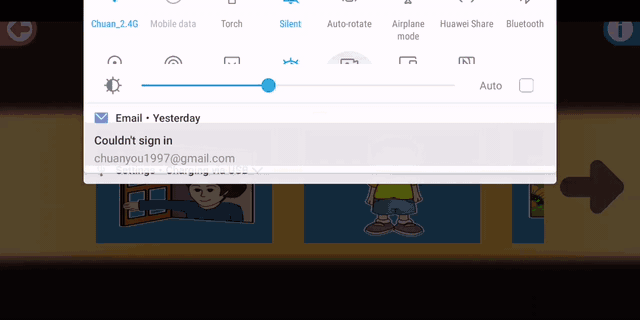 Chuan_2.4G Mobile data Torch Silent Auto-rotate Airplane mode Huawei Share Bluetooth
Auto
Email • Yesterday
Couldn't sign in
chuanyou1997@gmail.com
Settings • Charging via USB